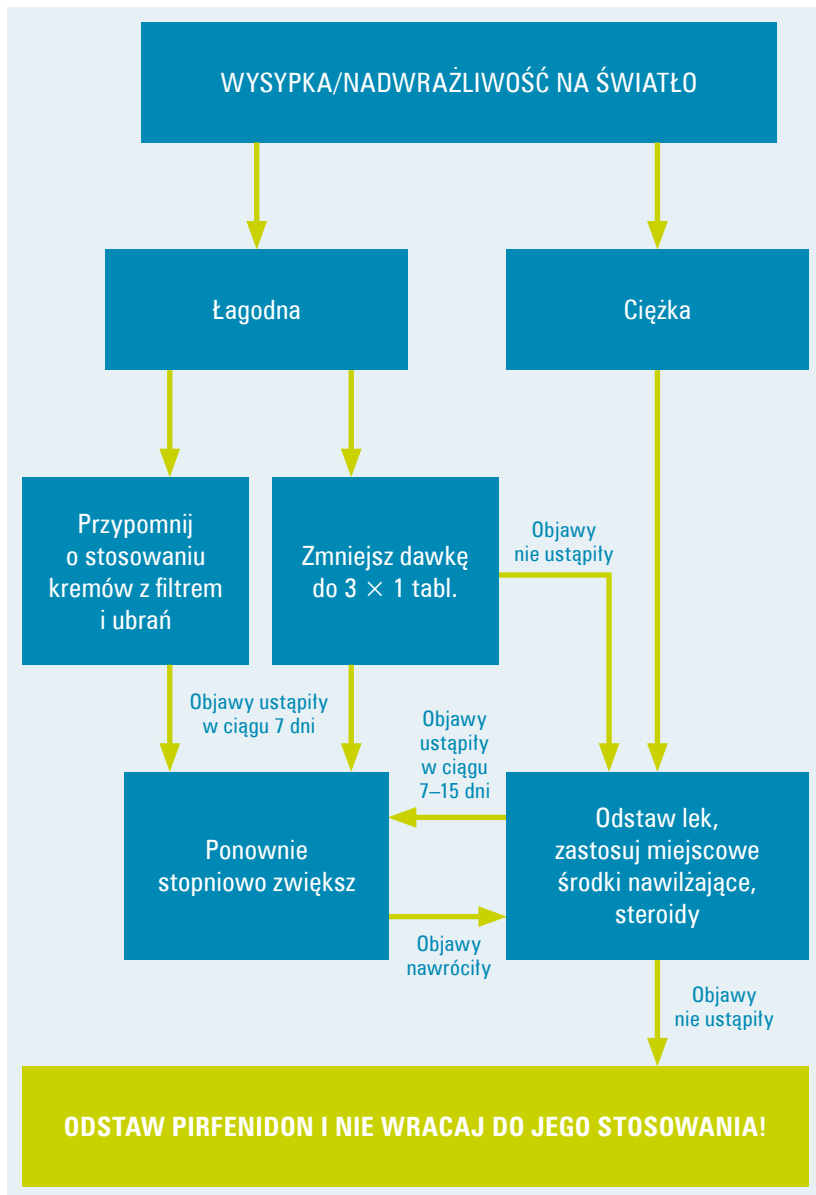 WYSYPKA/NADWRAŻLIWOŚĆ NA ŚWIATŁO
Łagodna
Ciężka
Przypomnij
o stosowaniu
kremów z filtrem
i ubrań
Zmniejsz dawkę
do 3 × 1 tabl.
Objawy
nie ustąpiły
Objawy ustąpiły
w ciągu 7 dni
Objawy
ustąpiły
w ciągu
7–15 dni
Ponownie
stopniowo zwiększ
Odstaw lek,
zastosuj miejscowe
środki nawilżające,
steroidy
Objawy
nawróciły
Objawy
nie ustąpiły
ODSTAW PIRFENIDON I NIE WRACAJ DO JEGO STOSOWANIA!